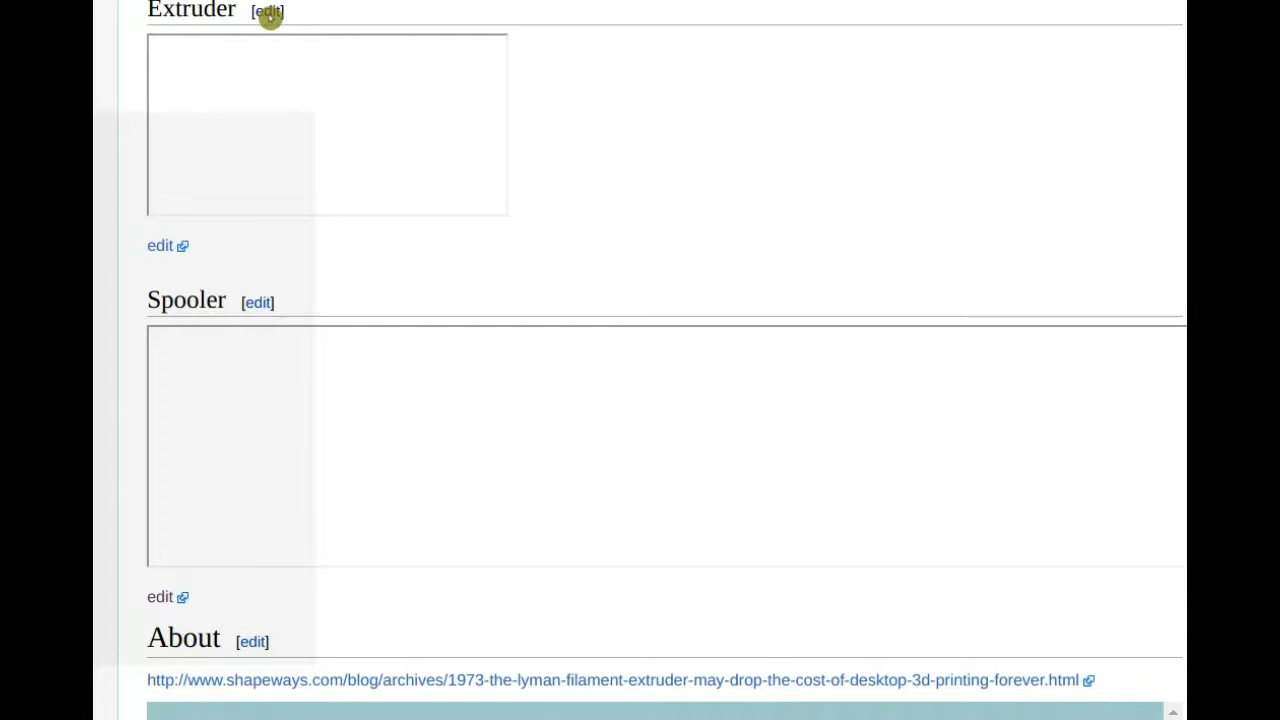 Extruder [edit]
edit
Spooler [edit]
edit
About [edit]
http://www.shapeways.com/blog/archives/1973-the-lyman-filament-extruder-may-drop-the-cost-of-desktop-3d-printing-forever.html